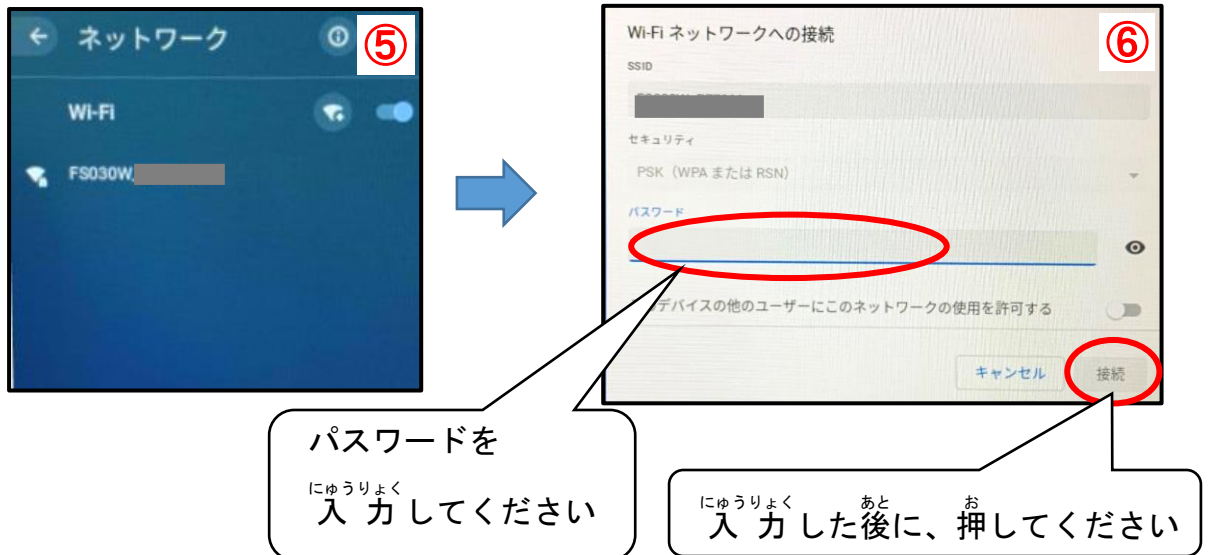 ネットワーク
⑤
Wi-Fi
FS030W
Wi-Fi ネットワークへの接続
⑥
SSID
セキュリティ
PSK（WPA または RSN）
パスワード
デバイスの他のユーザーにこのネットワークの使用を許可する
キャンセル
接続
パスワードを
にゅうりょく
入力してください
にゅうりょく あと お
入力した後に、押してください